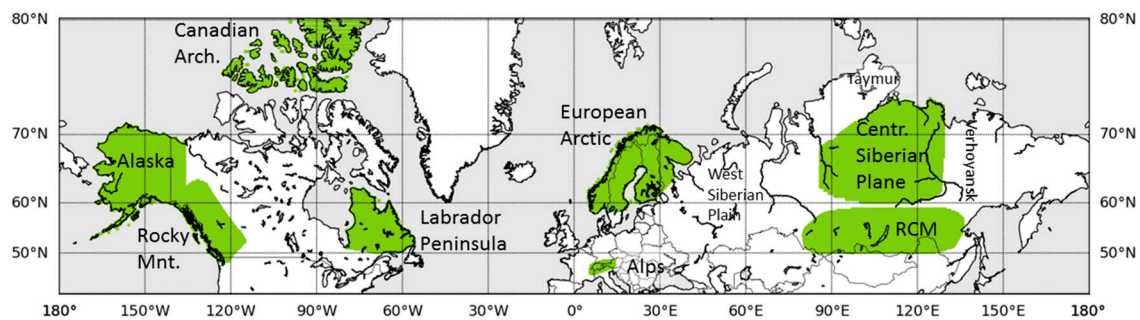 80°N
80°N
Canadian
Arch.
Taymur
European
Arctic
70°N
70°N
Alaska
Centr.
Siberian
Plane
Verhoyansk
West
Siberian
Plain
60°N
60°N
Labrador
Peninsula
Rocky
Mnt.
RCM
50°N
50°N
Alps
180° 150°W 120°W 90°W 60°W 30°W 0° 30°E 60°E 90°E 120°E 150°E 180°